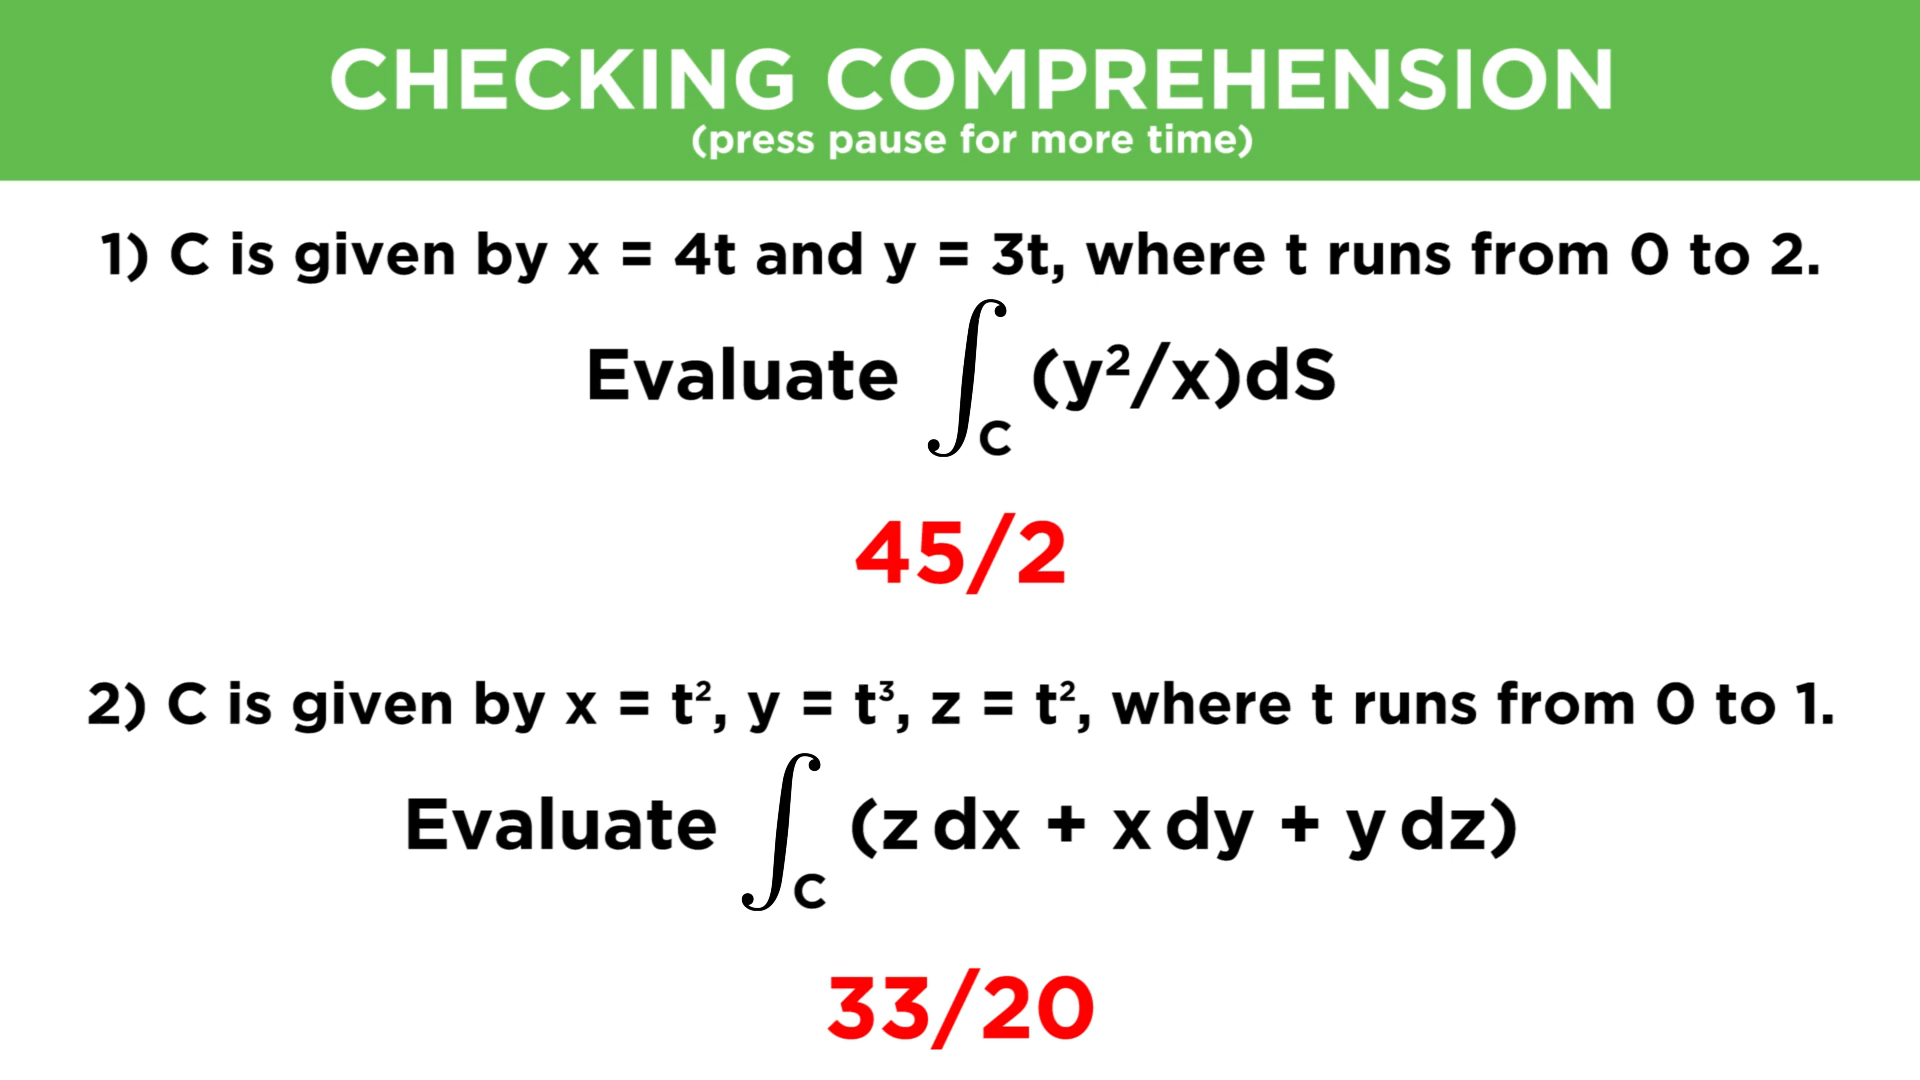 CHECKING COMPREHENSION
(press pause for more time)
1) C is given by x = 4t and y = 3t, where t runs from 0 to 2.
Evaluate ∫C (y²/x)dS
45/2
2) C is given by x = t², y = t³, z = t², where t runs from 0 to 1.
Evaluate ∫C (z dx + x dy + y dz)
33/20